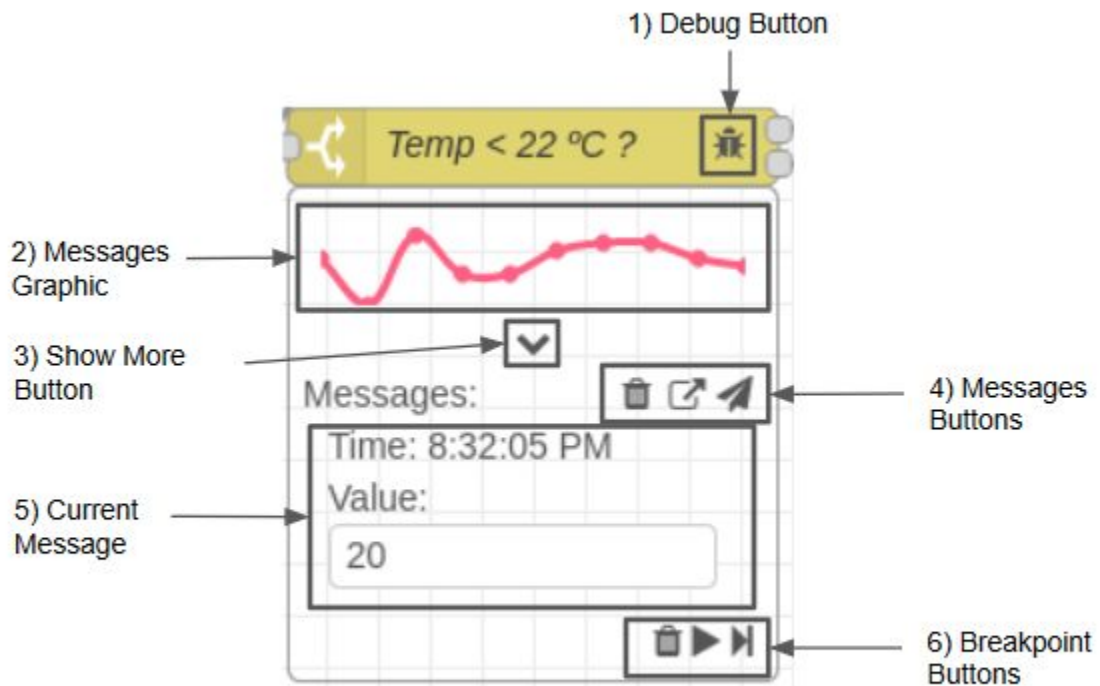 1) Debug Button
Temp < 22 ºC ?
2) Messages
Graphic
3) Show More
Button
Messages:
4) Messages
Buttons
Time: 8:32:05 PM
Value:
5) Current
Message
20
6) Breakpoint
Buttons